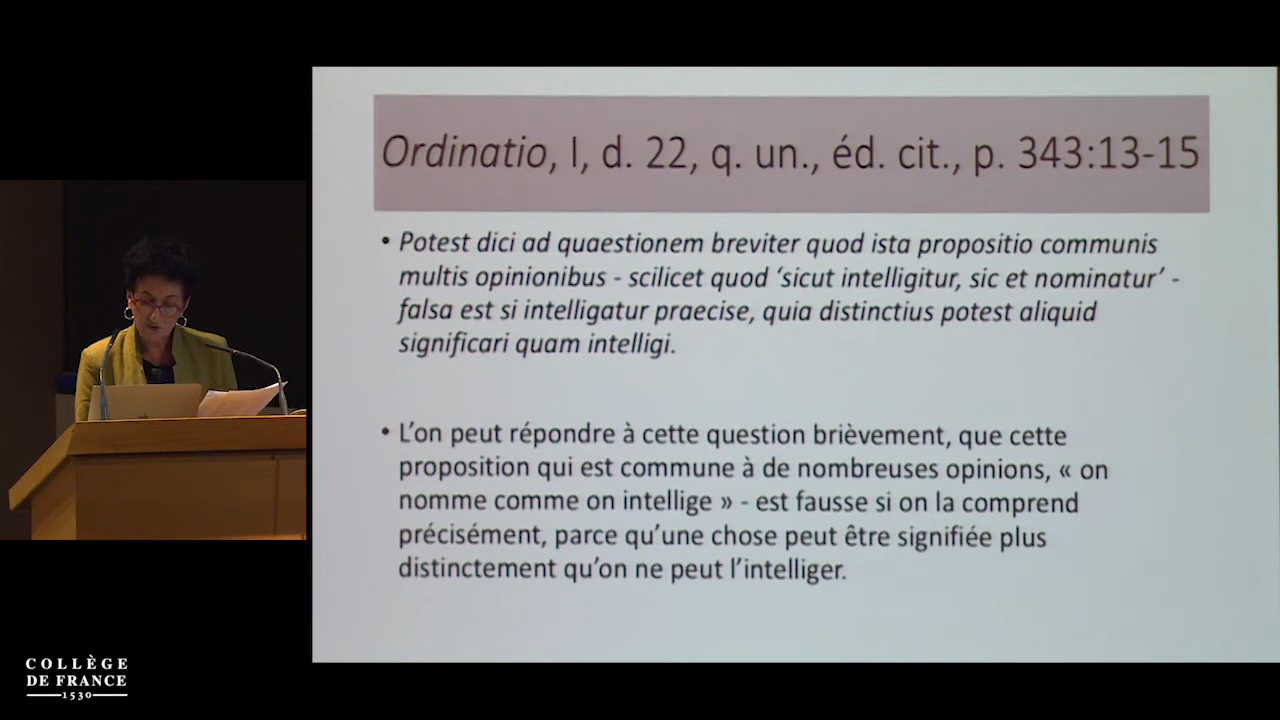 Ordinatio, I, d. 22, q. un., éd. cit., p. 343:13-15
• Potest dici ad quaestionem breviter quod ista propositio communis
multis opinionibus - scilicet quod ‘sicut intelligitur, sic et nominatur’ -
falsa est si intelligatur praecise, quia distinctius potest aliquid
significari quam intelligi.
• L’on peut répondre à cette question brièvement, que cette
proposition qui est commune à de nombreuses opinions, « on
nomme comme on intellige » - est fausse si on la comprend
précisément, parce qu’une chose peut être signifiée plus
distinctement qu’on ne peut l’intelliger.
COLLÈGE
DE FRANCE
1530